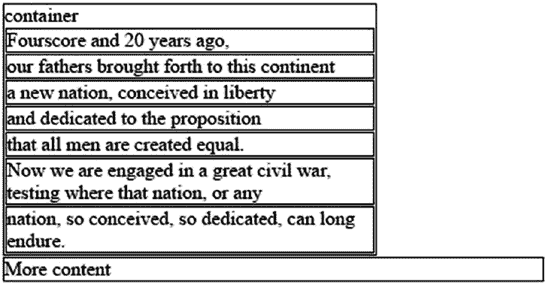 container
Fourscore and 20 years ago,
our fathers brought forth to this continent
a new nation, conceived in liberty
and dedicated to the proposition
that all men are created equal.
Now we are engaged in a great civil war,
testing where that nation, or any
nation, so conceived, so dedicated, can long
endure.
More content